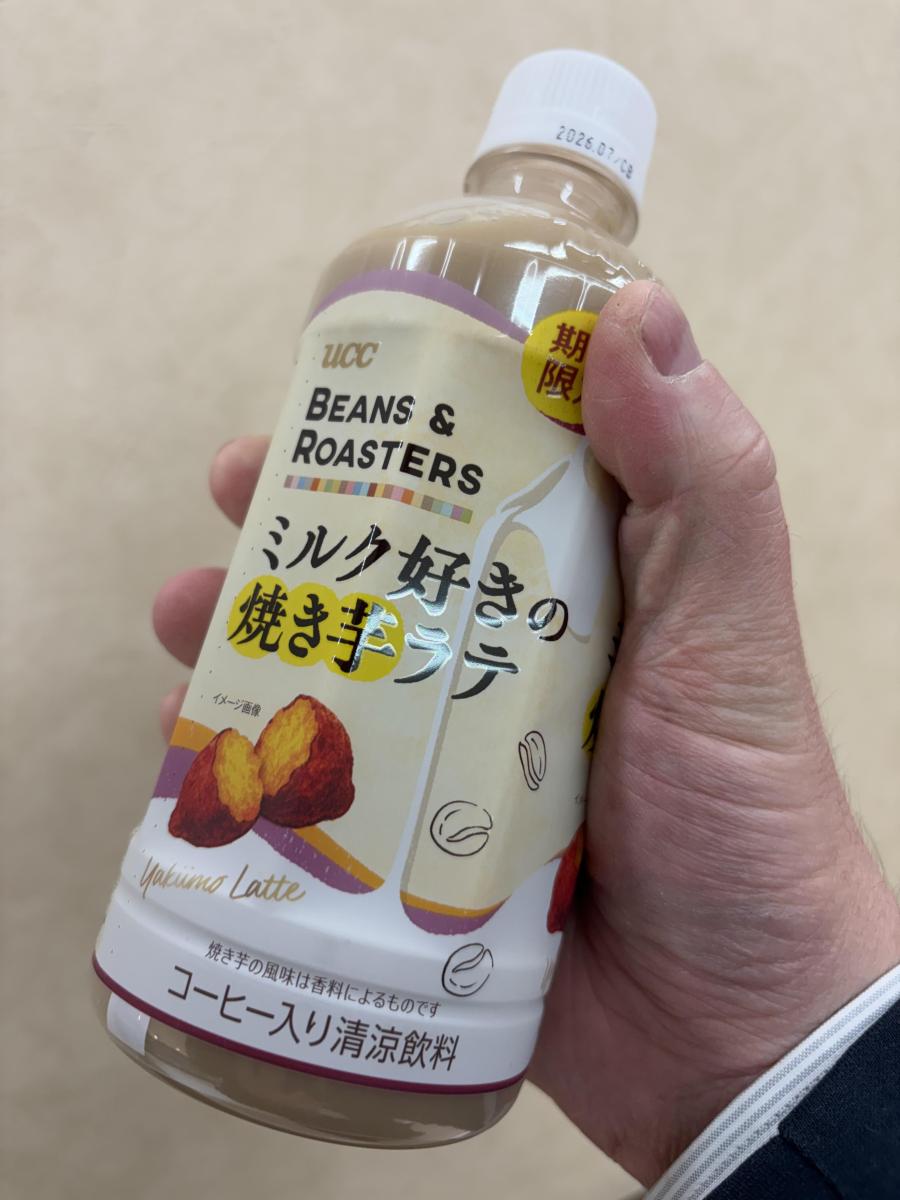 2026.07/CB
ucc
期
限
BEANS &
ROASTERS
ミルク好きの
焼き芋ラテ
イメージ画像
Yakiimo Latte
焼き芋の風味は香料によるものです
コーヒー入り清涼飲料